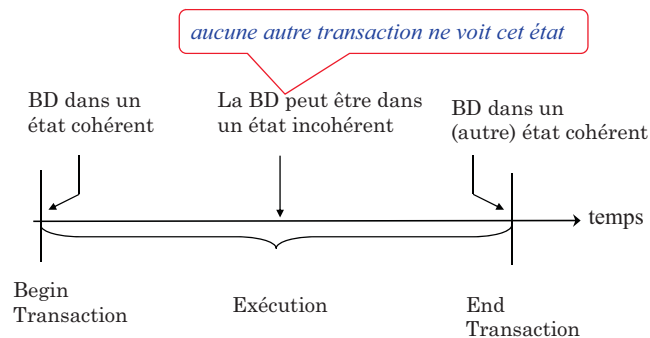 aucune autre transaction ne voit cet état
BD dans un
état cohérent
La BD peut être dans
un état incohérent
BD dans un
(autre) état cohérent
temps
Begin
Transaction
Exécution
End
Transaction